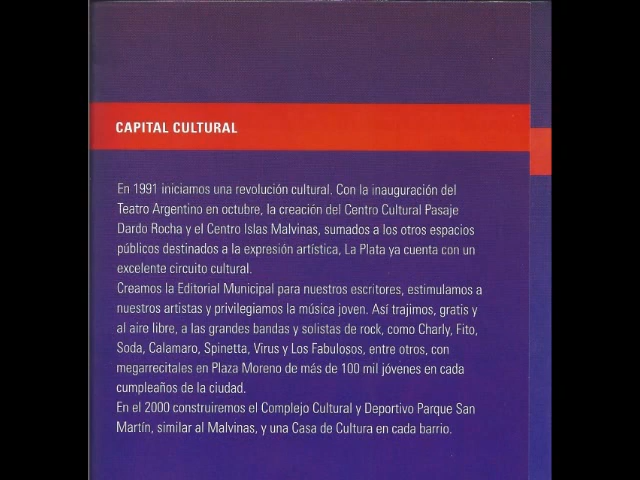 CAPITAL CULTURAL
En 1991 iniciamos una revolución cultural. Con la inauguración del
Teatro Argentino en octubre, la creación del Centro Cultural Pasaje
Dardo Rocha y el Centro Islas Malvinas, sumados a los otros espacios
públicos destinados a la expresión artística, La Plata ya cuenta con un
excelente circuito cultural.
Creamos la Editorial Municipal para nuestros escritores, estimulamos a
nuestros artistas y privilegiamos la música joven. Así trajimos, gratis y
al aire libre, a las grandes bandas y solistas de rock, como Charly, Fito,
Soda, Calamaro, Spinetta, Virus y Los Fabulosos, entre otros, con
megarrecitales en Plaza Moreno de más de 100 mil jóvenes en cada
cumpleaños de la ciudad.
En el 2000 construiremos el Complejo Cultural y Deportivo Parque San
Martín, similar al Malvinas, y una Casa de Cultura en cada barrio.